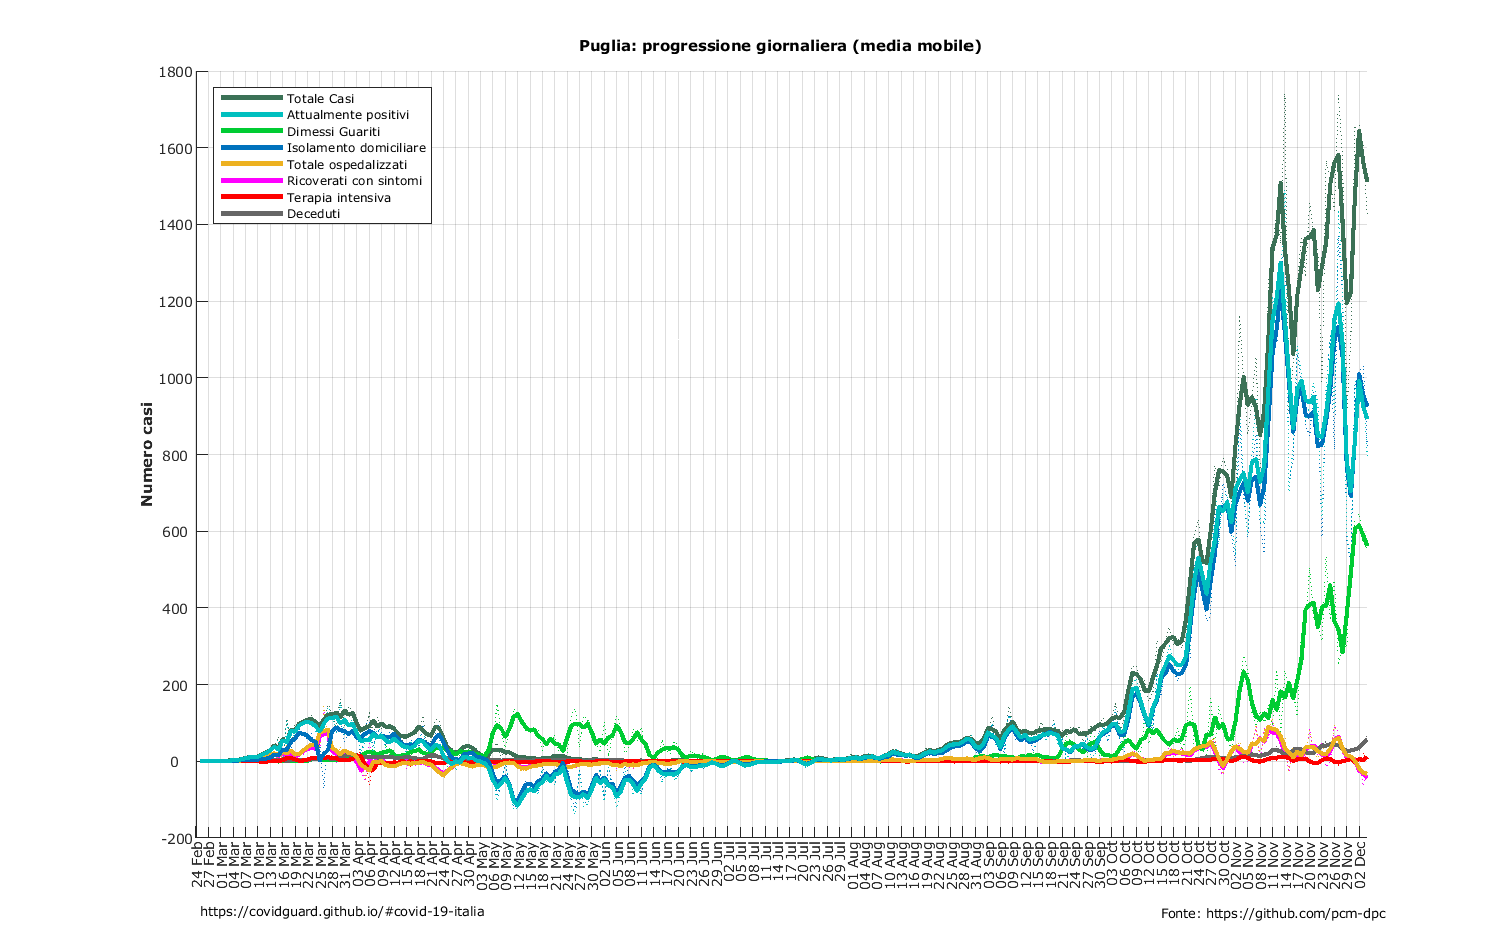 Puglia: progressione giornaliera (media mobile)
1800
1600
1400
1200
1000
800
600
400
200
0
-200
Numero casi
Totale Casi
Attualmente positivi
Dimessi Guariti
Isolamento domiciliare
Totale ospedalizzati
Ricoverati con sintomi
Terapia intensiva
Deceduti
24 Feb
27 Feb
01 Mar
04 Mar
07 Mar
10 Mar
13 Mar
16 Mar
19 Mar
22 Mar
25 Mar
28 Mar
31 Mar
03 Apr
06 Apr
09 Apr
12 Apr
15 Apr
18 Apr
21 Apr
24 Apr
27 Apr
30 Apr
03 May
06 May
09 May
12 May
15 May
18 May
21 May
24 May
27 May
30 May
02 Jun
05 Jun
08 Jun
11 Jun
14 Jun
17 Jun
20 Jun
23 Jun
26 Jun
29 Jun
02 Jul
05 Jul
08 Jul
11 Jul
14 Jul
17 Jul
20 Jul
23 Jul
26 Jul
29 Jul
01 Aug
04 Aug
07 Aug
10 Aug
13 Aug
16 Aug
19 Aug
22 Aug
25 Aug
28 Aug
31 Aug
03 Sep
06 Sep
09 Sep
12 Sep
15 Sep
18 Sep
21 Sep
24 Sep
27 Sep
30 Sep
03 Oct
06 Oct
09 Oct
12 Oct
15 Oct
18 Oct
21 Oct
24 Oct
27 Oct
30 Oct
02 Nov
05 Nov
08 Nov
11 Nov
14 Nov
17 Nov
20 Nov
23 Nov
26 Nov
29 Nov
02 Dec
https://covidguard.github.io/#covid-19-italia
Fonte: https://github.com/pcm-dpc